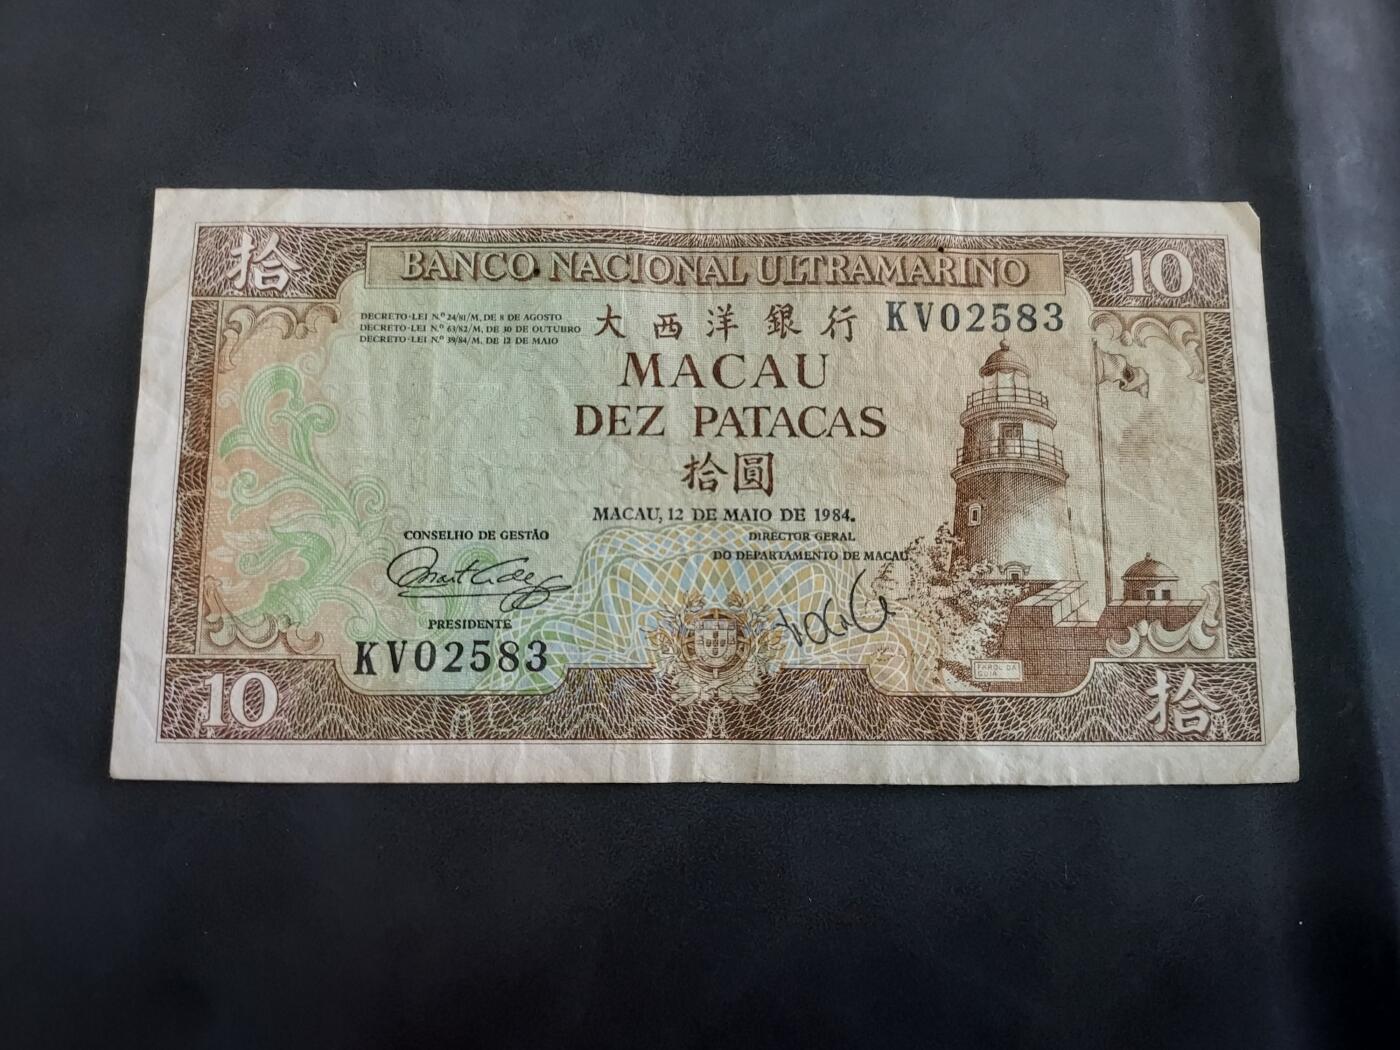 拾
BANCO NACIONAL ULTRAMARINO
10
DECRETO-LEI N.º 24/81/M, DE 8 DE AGOSTO
DECRETO-LEI N.º 63/82/M, DE 30 DE OUTUBRO
DECRETO-LEI N.º 39/84/M, DE 12 DE MAIO
大西洋銀行
KV02583
MACAU
DEZ PATACAS
拾圓
MACAU, 12 DE MAIO DE 1984.
CONSELHO DE GESTÃO
PRESIDENTE
DIRECTOR GERAL
DO DEPARTAMENTO DE MACAU
KV02583
FAROL DA
GUIA
10
拾